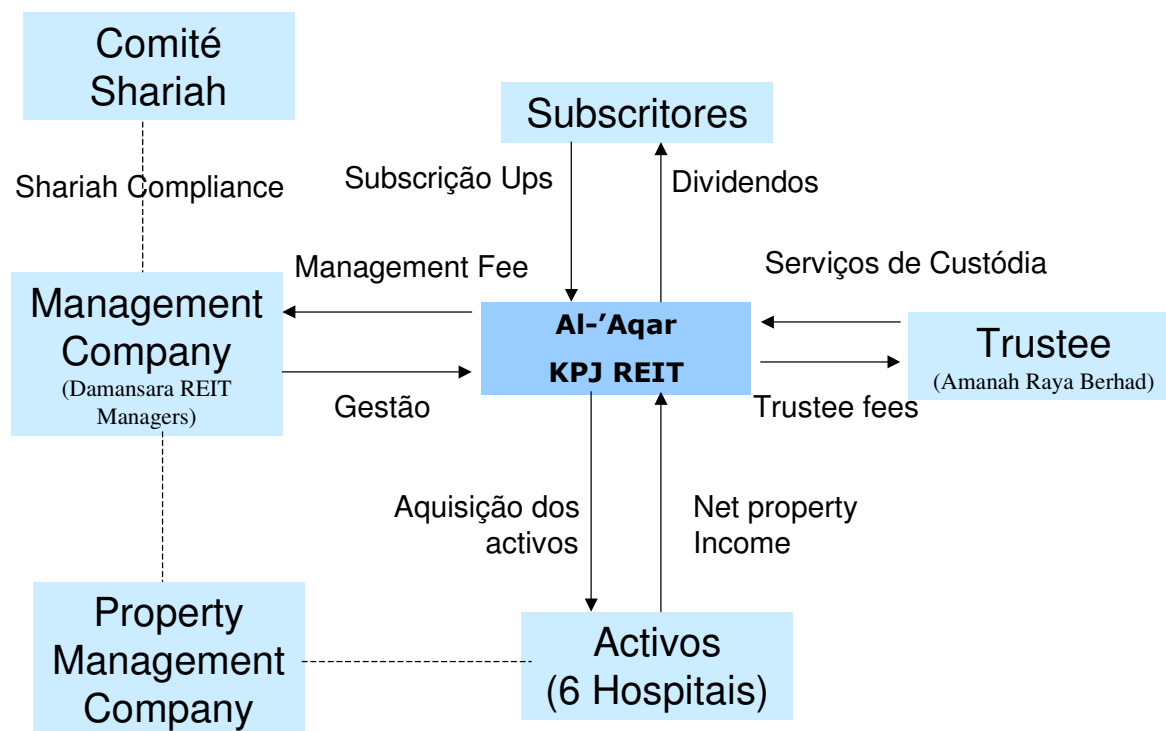 Comité
Shariah
Subscritores
Shariah Compliance
Subscrição Ups
Dividendos
Management Fee
Serviços de Custódia
Management
Company
(Damansara REIT
Managers)
Al-’Aqar
KPJ REIT
Trustee
(Amanah Raya Berhad)
Gestão
Trustee fees
Aquisição dos
activos
Net property
Income
Property
Management
Company
Activos
(6 Hospitais)